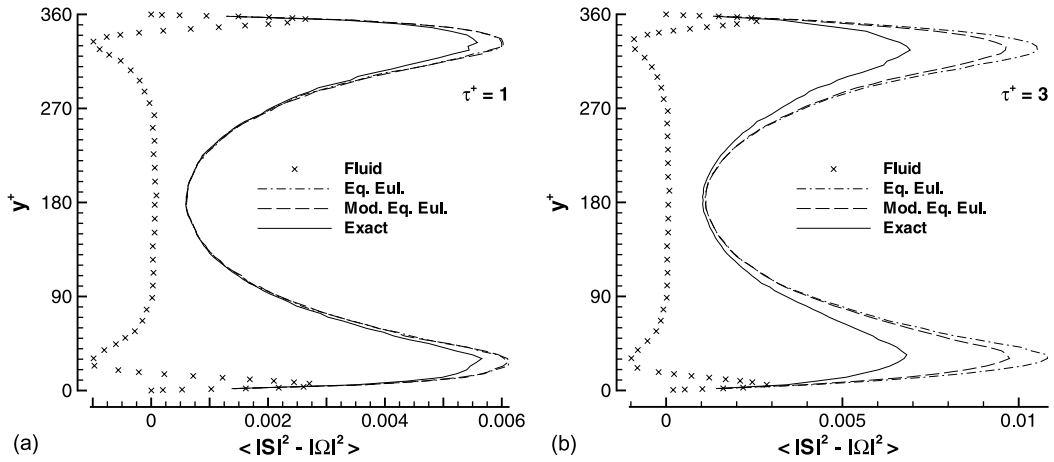 360
270
180
90
0
y⁺
τ⁺ = 1
Fluid
Eq. Eul.
Mod. Eq. Eul.
Exact
0
0.002
0.004
0.006
(a)
< |S|² - |Ω|² >
360
270
180
90
0
y⁺
τ⁺ = 3
Fluid
Eq. Eul.
Mod. Eq. Eul.
Exact
0
0.005
0.01
(b)
< |S|² - |Ω|² >